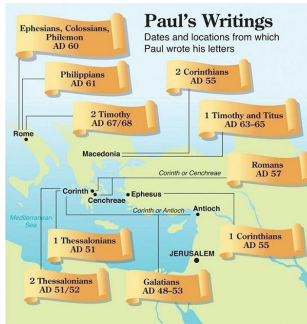 Paul's Writings
Dates and locations from which
Paul wrote his letters
Ephesians, Colossians,
Philemon
AD 60
Philippians
AD 61
2 Timothy
AD 67/68
2 Corinthians
AD 55
1 Timothy and Titus
AD 63–65
Rome
Macedonia
Romans
AD 57
Corinth or Cenchreae
Corinth
Cenchreae
Ephesus
Mediterranean
Sea
Corinth or Antioch
Antioch
1 Thessalonians
AD 51
JERUSALEM
1 Corinthians
AD 55
2 Thessalonians
AD 51/52
Galatians
AD 48–53